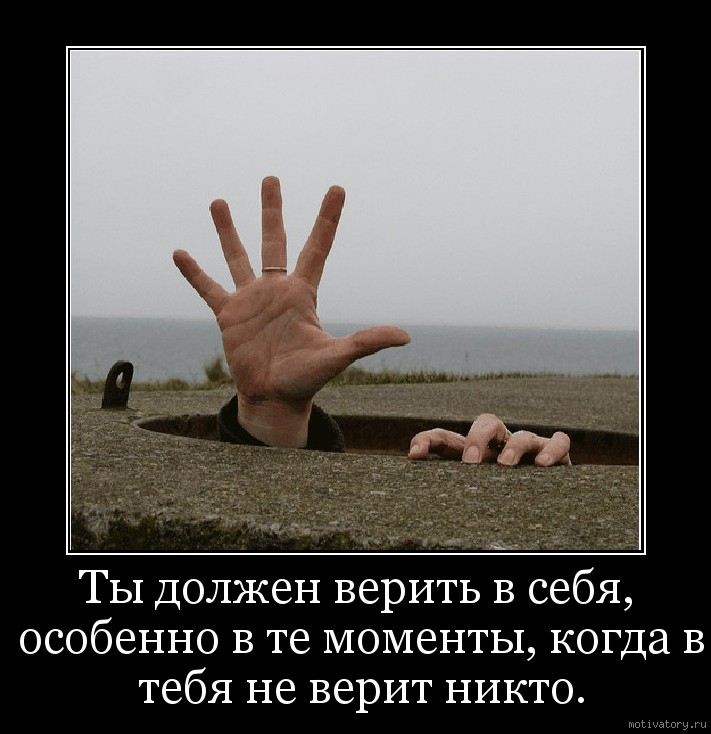 Ты должен верить в себя,
особенно в те моменты, когда в
тебя не верит никто.
motivatory.ru